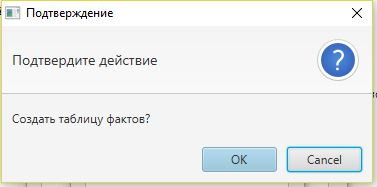 Подтверждение
Подтвердите действие
?
Создать таблицу фактов?
OK
Cancel